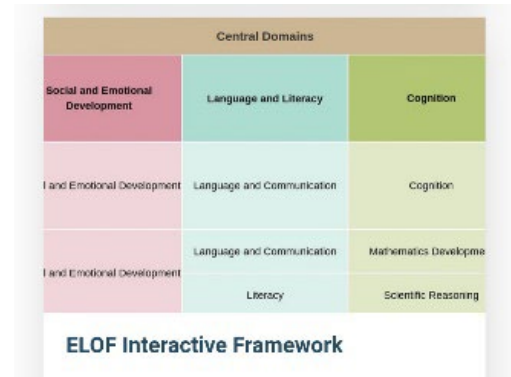 Central Domains
Social and Emotional
Development
Language and Literacy
Cognition
l and Emotional Development
Language and Communication
Cognition
Language and Communication
Mathematics Developme
l and Emotional Development
Literacy
Scientific Reasoning
ELOF Interactive Framework